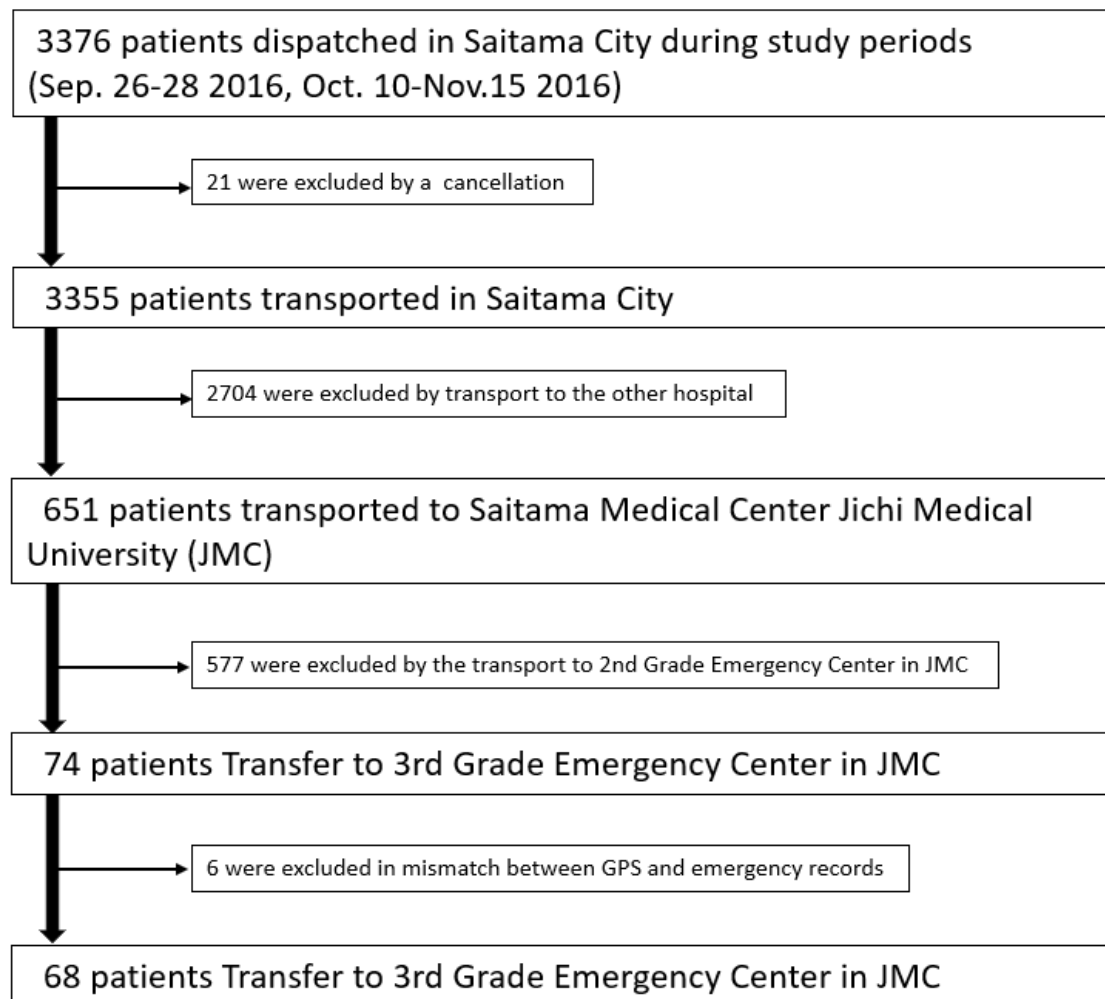 3376 patients dispatched in Saitama City during study periods
(Sep. 26-28 2016, Oct. 10-Nov.15 2016)
21 were excluded by a cancellation
3355 patients transported in Saitama City
2704 were excluded by transport to the other hospital
651 patients transported to Saitama Medical Center Jichi Medical
University (JMC)
577 were excluded by the transport to 2nd Grade Emergency Center in JMC
74 patients Transfer to 3rd Grade Emergency Center in JMC
6 were excluded in mismatch between GPS and emergency records
68 patients Transfer to 3rd Grade Emergency Center in JMC